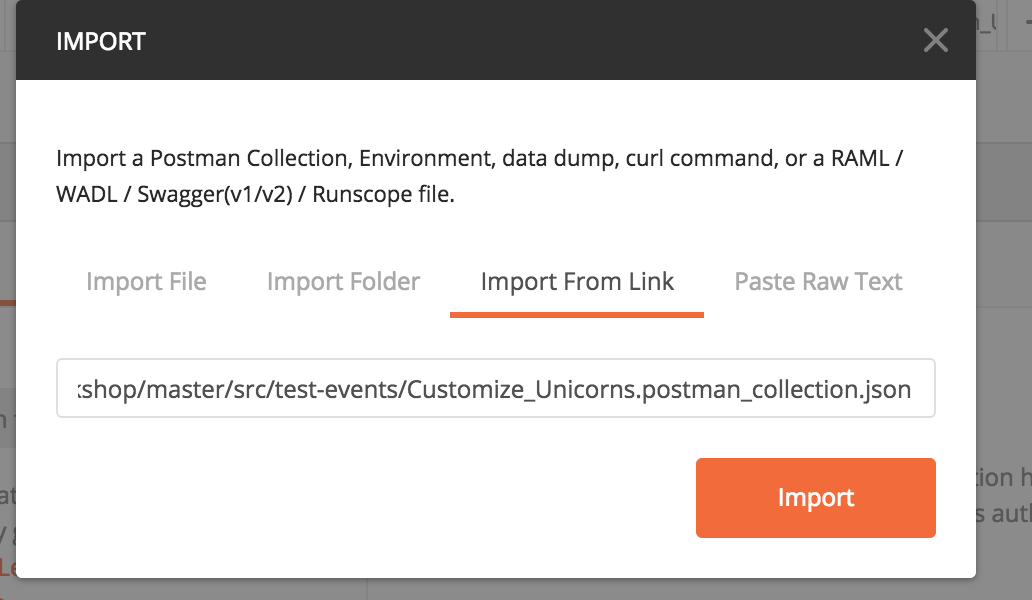 IMPORT
Import a Postman Collection, Environment, data dump, curl command, or a RAML /
WADL / Swagger(v1/v2) / Runscope file.
Import File Import Folder Import From Link Paste Raw Text
kshop/master/src/test-events/Customize_Unicorns.postman_collection.json
Import